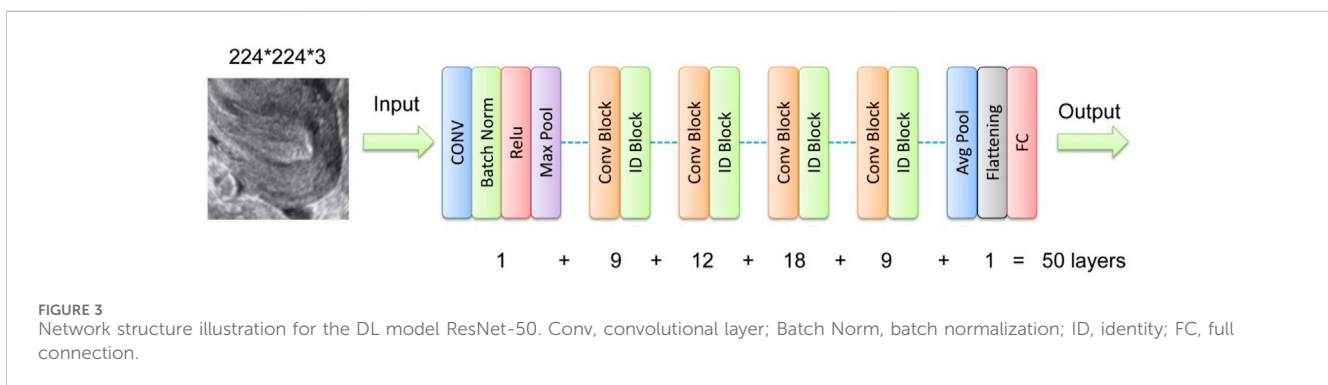 224*224*3
Input
CONV
Batch Norm
Relu
Max Pool
Conv Block
ID Block
Conv Block
ID Block
Conv Block
ID Block
Conv Block
ID Block
Avg Pool
Flattening
FC
Output
1 + 9 + 12 + 18 + 9 + 1 = 50 layers
FIGURE 3
Network structure illustration for the DL model ResNet-50. Conv, convolutional layer; Batch Norm, batch normalization; ID, identity; FC, full
connection.